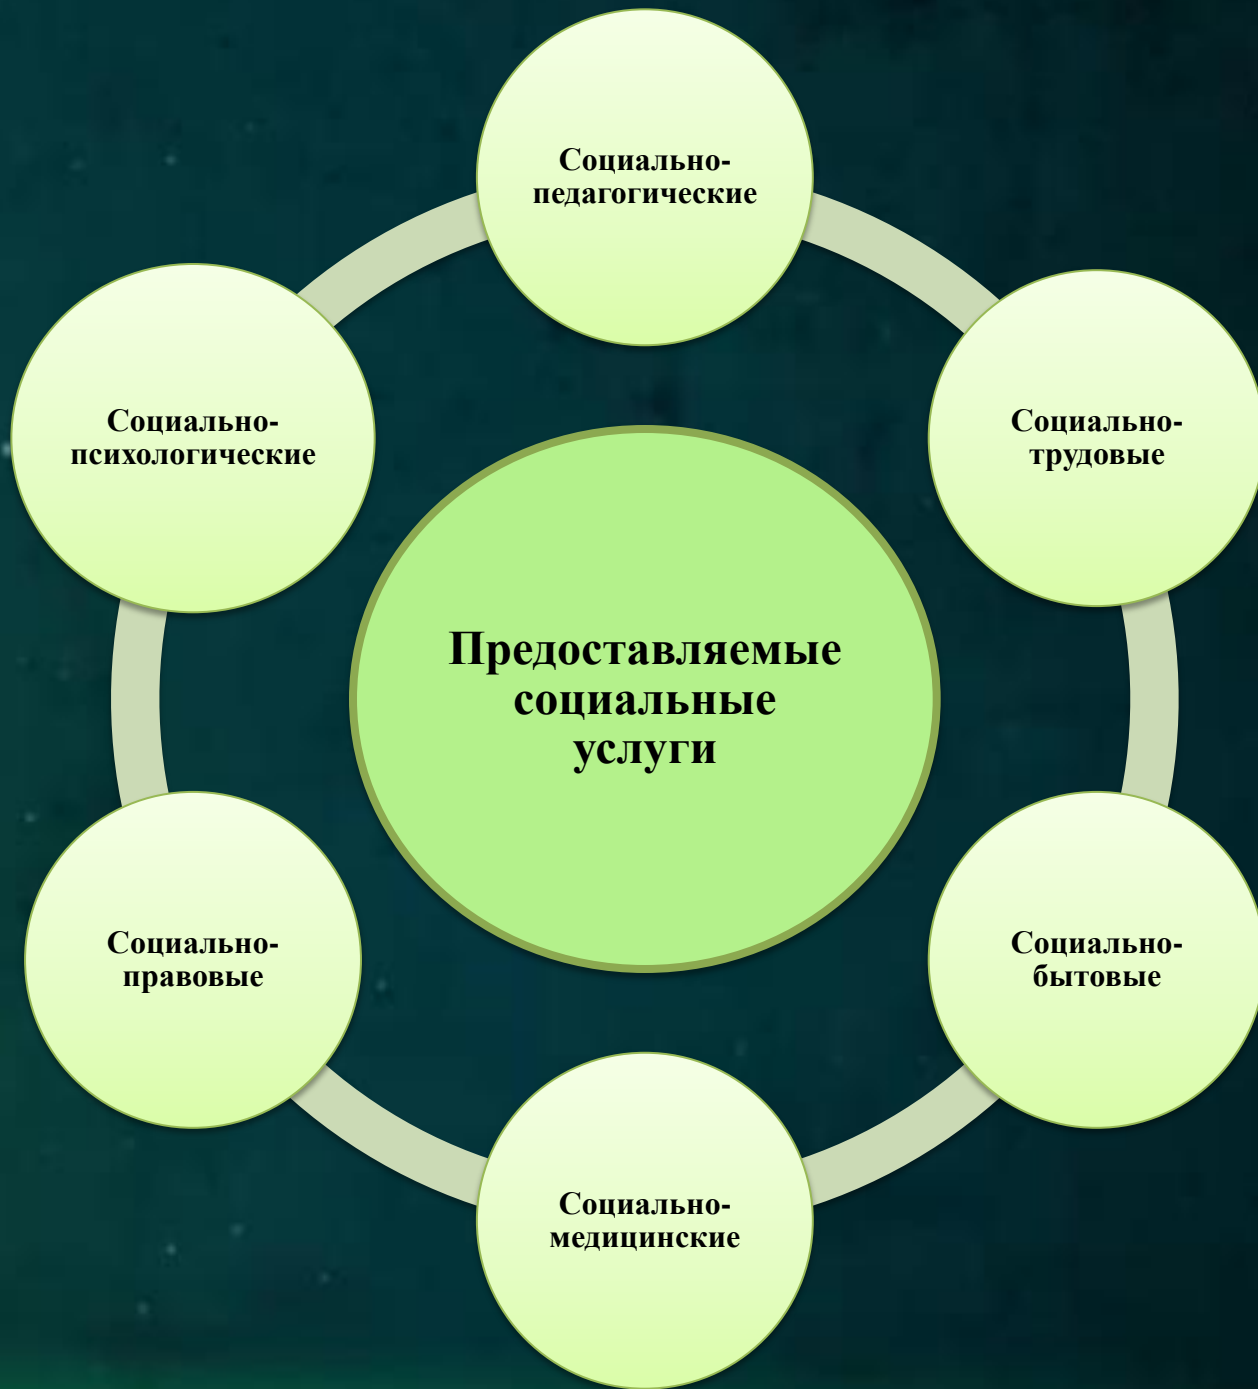 Социально-
педагогические
Социально-
трудовые
Социально-
бытовые
Социально-
медицинские
Социально-
правовые
Социально-
психологические
Предоставляемые
социальные
услуги